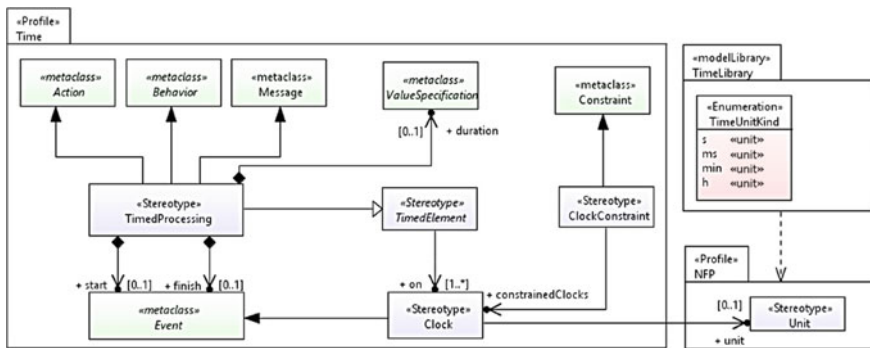 «Profile»
Time
«metaclass»
Action
«metaclass»
Behavior
«metaclass»
Message
«metaclass»
ValueSpecification
«metaclass»
Constraint
[0..1]
+ duration
«Stereotype»
TimedProcessing
«Stereotype»
TimedElement
«Stereotype»
ClockConstraint
+ start
[0..1]
+ finish
[0..1]
+ on
[1..*]
+ constrainedClocks
«metaclass»
Event
«Stereotype»
Clock
«modelLibrary»
TimeLibrary
«Enumeration»
TimeUnitKind
s «unit»
ms «unit»
min «unit»
h «unit»
«Profile»
NFP
[0..1]
+ unit
«Stereotype»
Unit